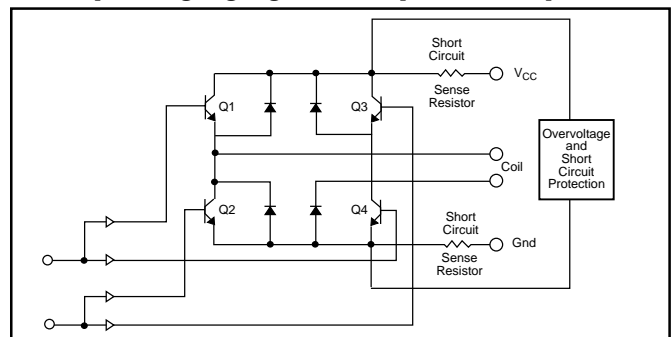 Short
Circuit
V_CC
Sense
Resistor
Q1
Q3
Overvoltage
and
Short
Circuit
Protection
Coil
Q2
Q4
Short
Circuit
Gnd
Sense
Resistor